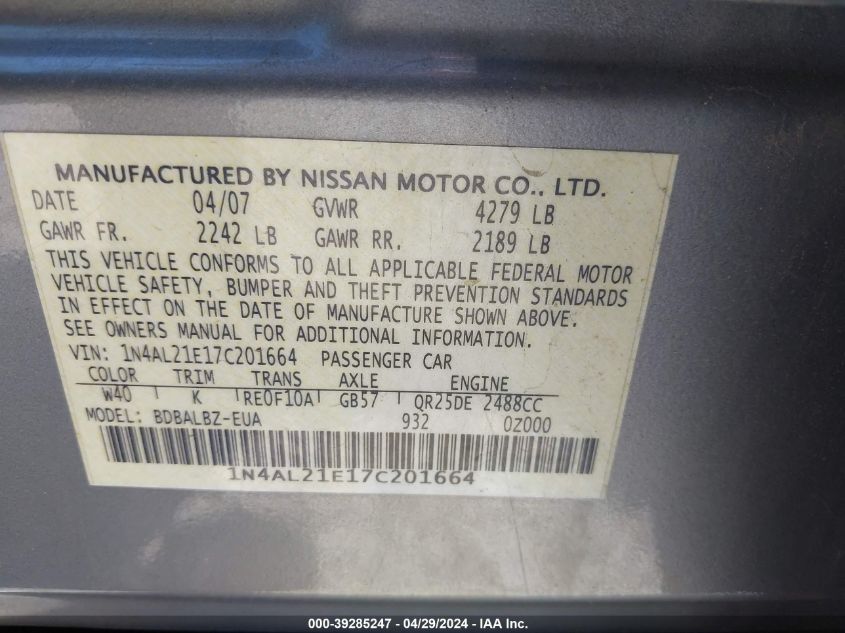 MANUFACTURED BY NISSAN MOTOR CO., LTD.
DATE 04/07 GVWR 4279 LB
GAWR FR. 2242 LB GAWR RR. 2189 LB
THIS VEHICLE CONFORMS TO ALL APPLICABLE FEDERAL MOTOR
VEHICLE SAFETY, BUMPER AND THEFT PREVENTION STANDARDS
IN EFFECT ON THE DATE OF MANUFACTURE SHOWN ABOVE.
SEE OWNERS MANUAL FOR ADDITIONAL INFORMATION.
VIN: 1N4AL21E17C201664 PASSENGER CAR
COLOR TRIM TRANS AXLE ENGINE
W40 K RE0F10A GB57 QR25DE 2488CC
MODEL: BDBALBZ-EUA 932 0Z000
1N4AL21E17C201664
000-39285247 - 04/29/2024 - IAA Inc.